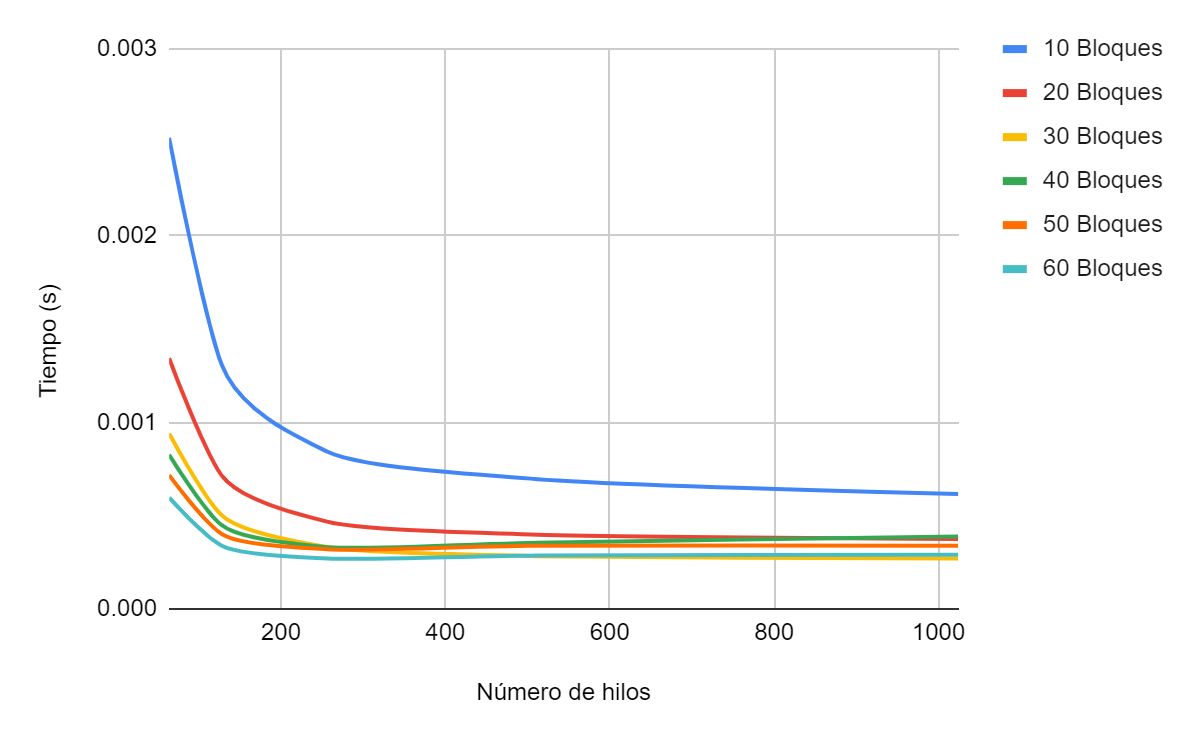 0.003
0.002
0.001
0.000
Tiempo (s)
200 400 600 800 1000
Número de hilos
10 Bloques
20 Bloques
30 Bloques
40 Bloques
50 Bloques
60 Bloques